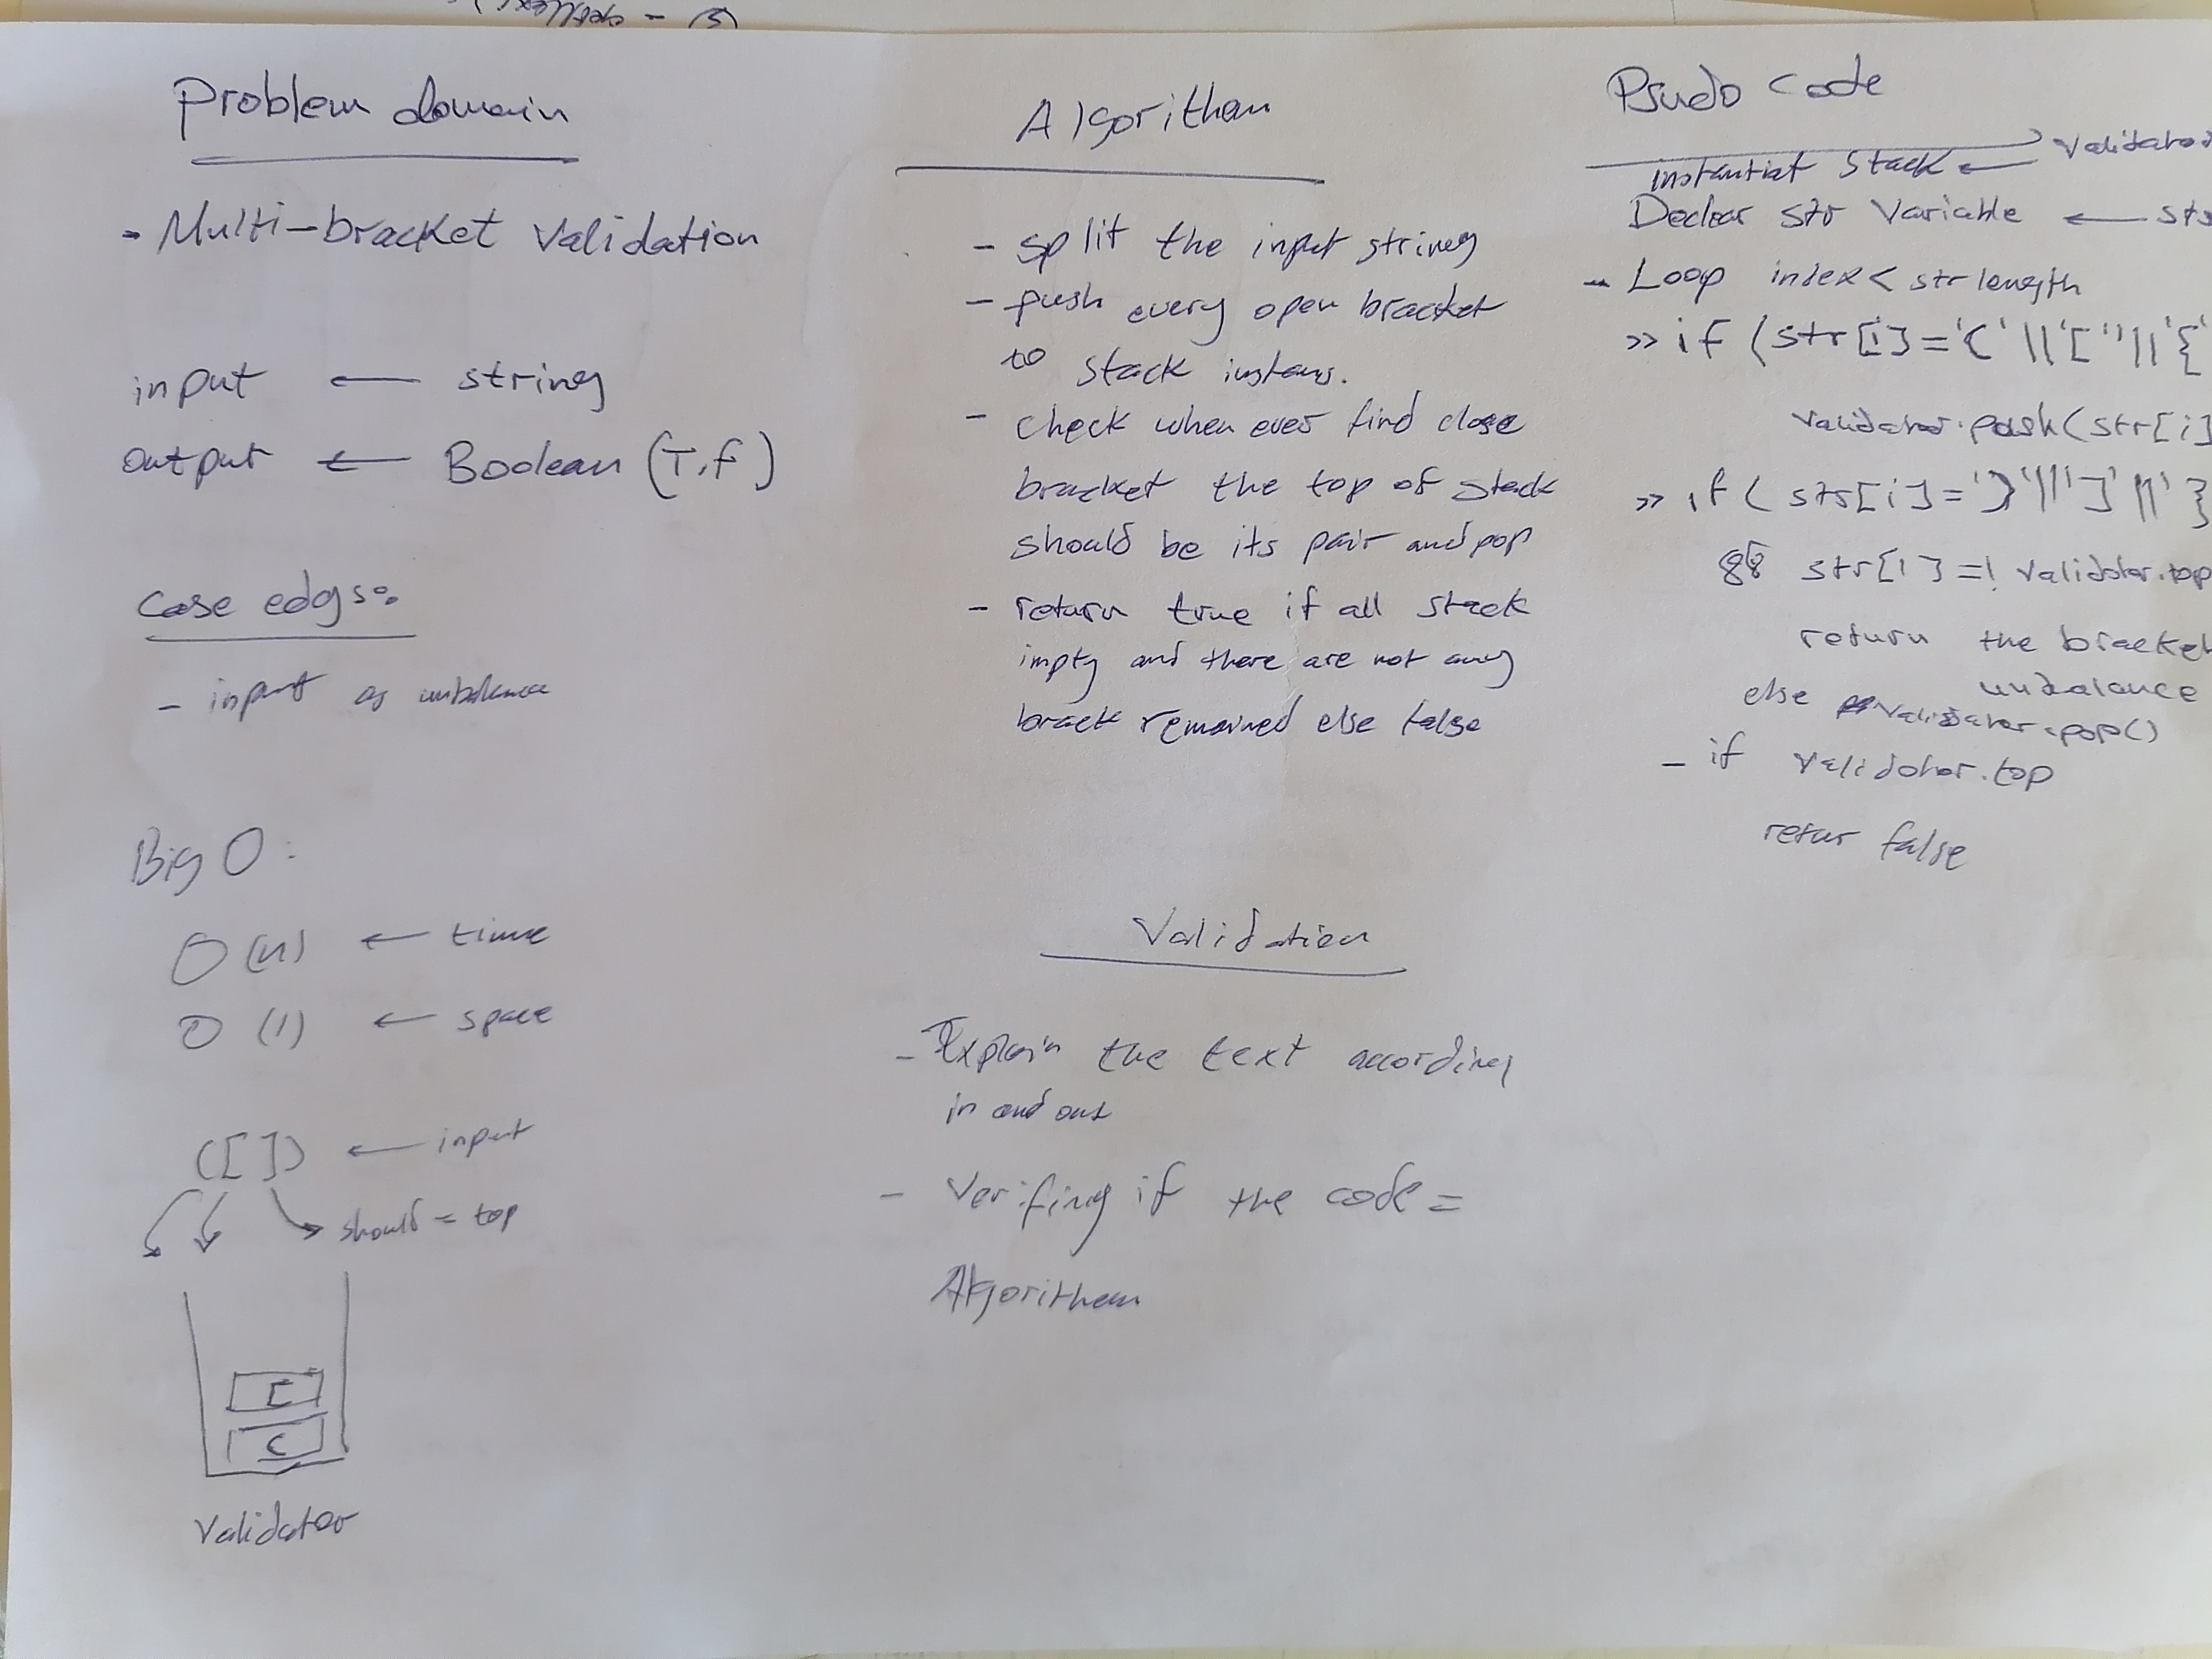 Problem domain
- Multi-bracket Validation
input ← string
output ← Boolean (T,F)
Case edgs:
- input as unbalance
Big O:
O(n) ← time
O(1) ← space
([]) ← input
should = top
[
(
Validator
Algorithem
- split the input string
- push every open bracket
to stack instans.
- check when ever find close
bracket the top of stack
should be its pair and pop
- return true if all stack
impty and there are not any
brack remained else false
Validation
- Explain the text according
in and out
- Verifing if the code =
Algorithem
Psudo code
instantiat Stack ← Validator
Declear str Variable ← str
- Loop index < str length
>> if (str[i]='(' || '[' || '{'
validator.push(str[i]
>> if (str[i]=')' || ']' || '}
&& str[i] =! validator.top
return the bracket
unbalance
else validator.pop()
- if validator.top
retur false